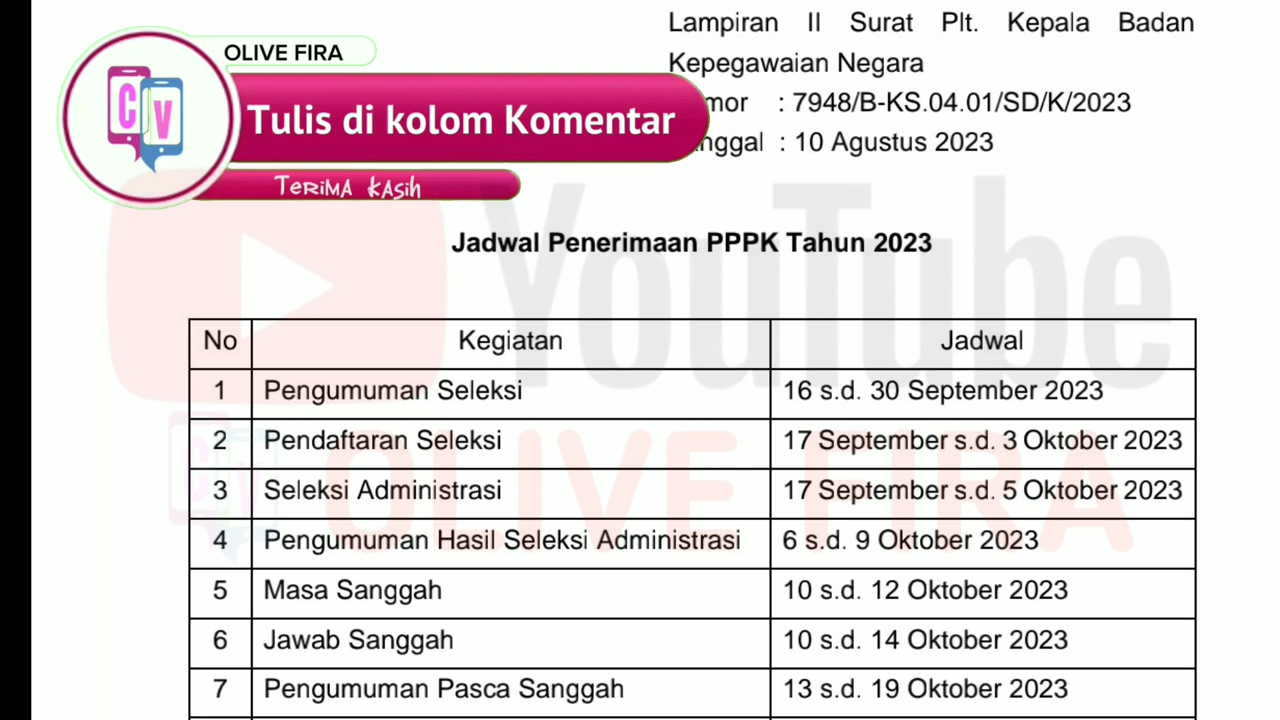 OLIVE FIRA
Tulis di kolom Komentar
TERIMA KASIH
CV
Lampiran II Surat Plt. Kepala Badan
Kepegawaian Negara
: 7948/B-KS.04.01/SD/K/2023
: 10 Agustus 2023
YouTube
Jadwal Penerimaan PPPK Tahun 2023
No Kegiatan Jadwal
1 Pengumuman Seleksi 16 s.d. 30 September 2023
2 Pendaftaran Seleksi 17 September s.d. 3 Oktober 2023
3 Seleksi Administrasi 17 September s.d. 5 Oktober 2023
CV OLIVE FIRA
4 Pengumuman Hasil Seleksi Administrasi 6 s.d. 9 Oktober 2023
5 Masa Sanggah 10 s.d. 12 Oktober 2023
6 Jawab Sanggah 10 s.d. 14 Oktober 2023
7 Pengumuman Pasca Sanggah 13 s.d. 19 Oktober 2023